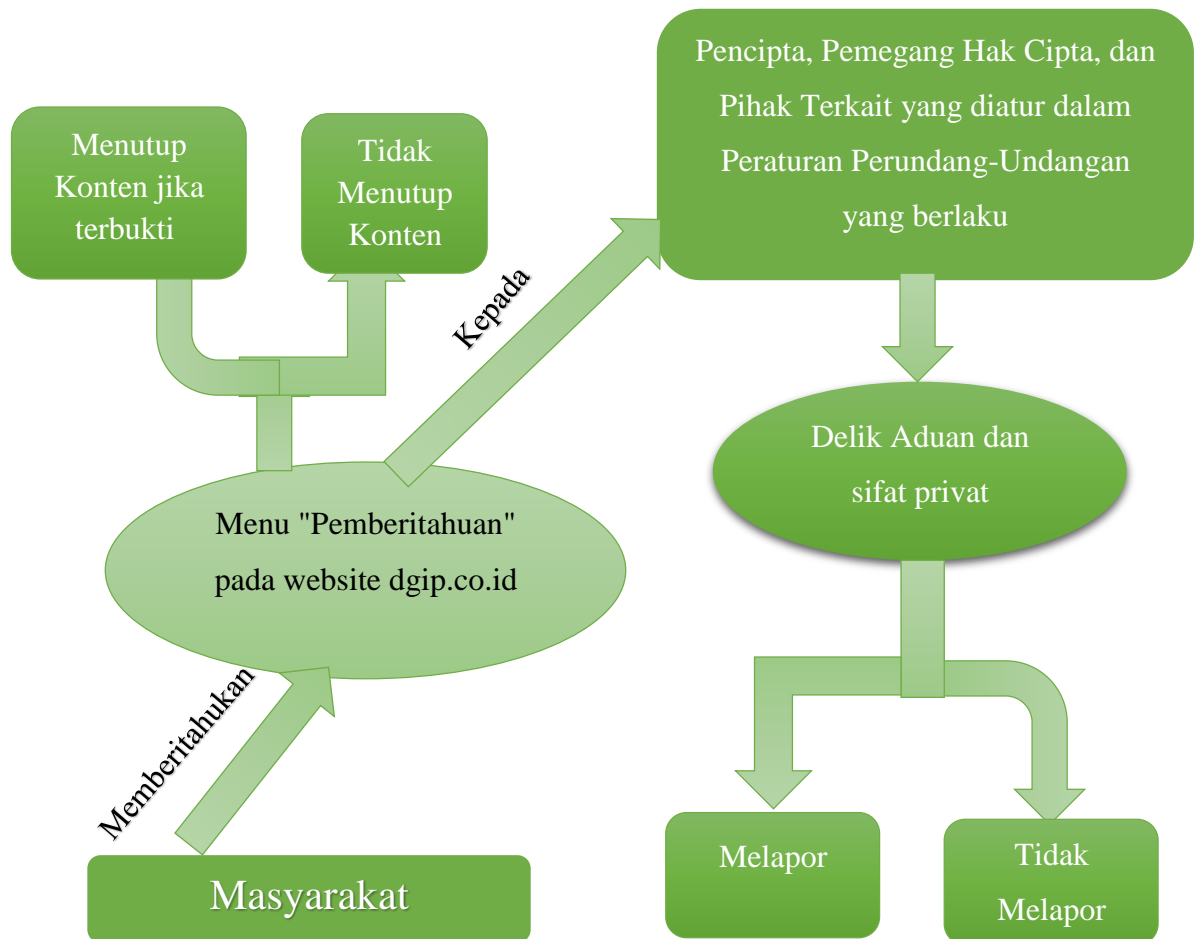 Pencipta, Pemegang Hak Cipta, dan
Pihak Terkait yang diatur dalam
Peraturan Perundang-Undangan
yang berlaku
Menutup
Konten jika
terbukti
Tidak
Menutup
Konten
Kepada
Delik Aduan dan
sifat privat
Menu "Pemberitahuan"
pada website dgip.co.id
Memberitahukan
Masyarakat
Melapor
Tidak
Melapor